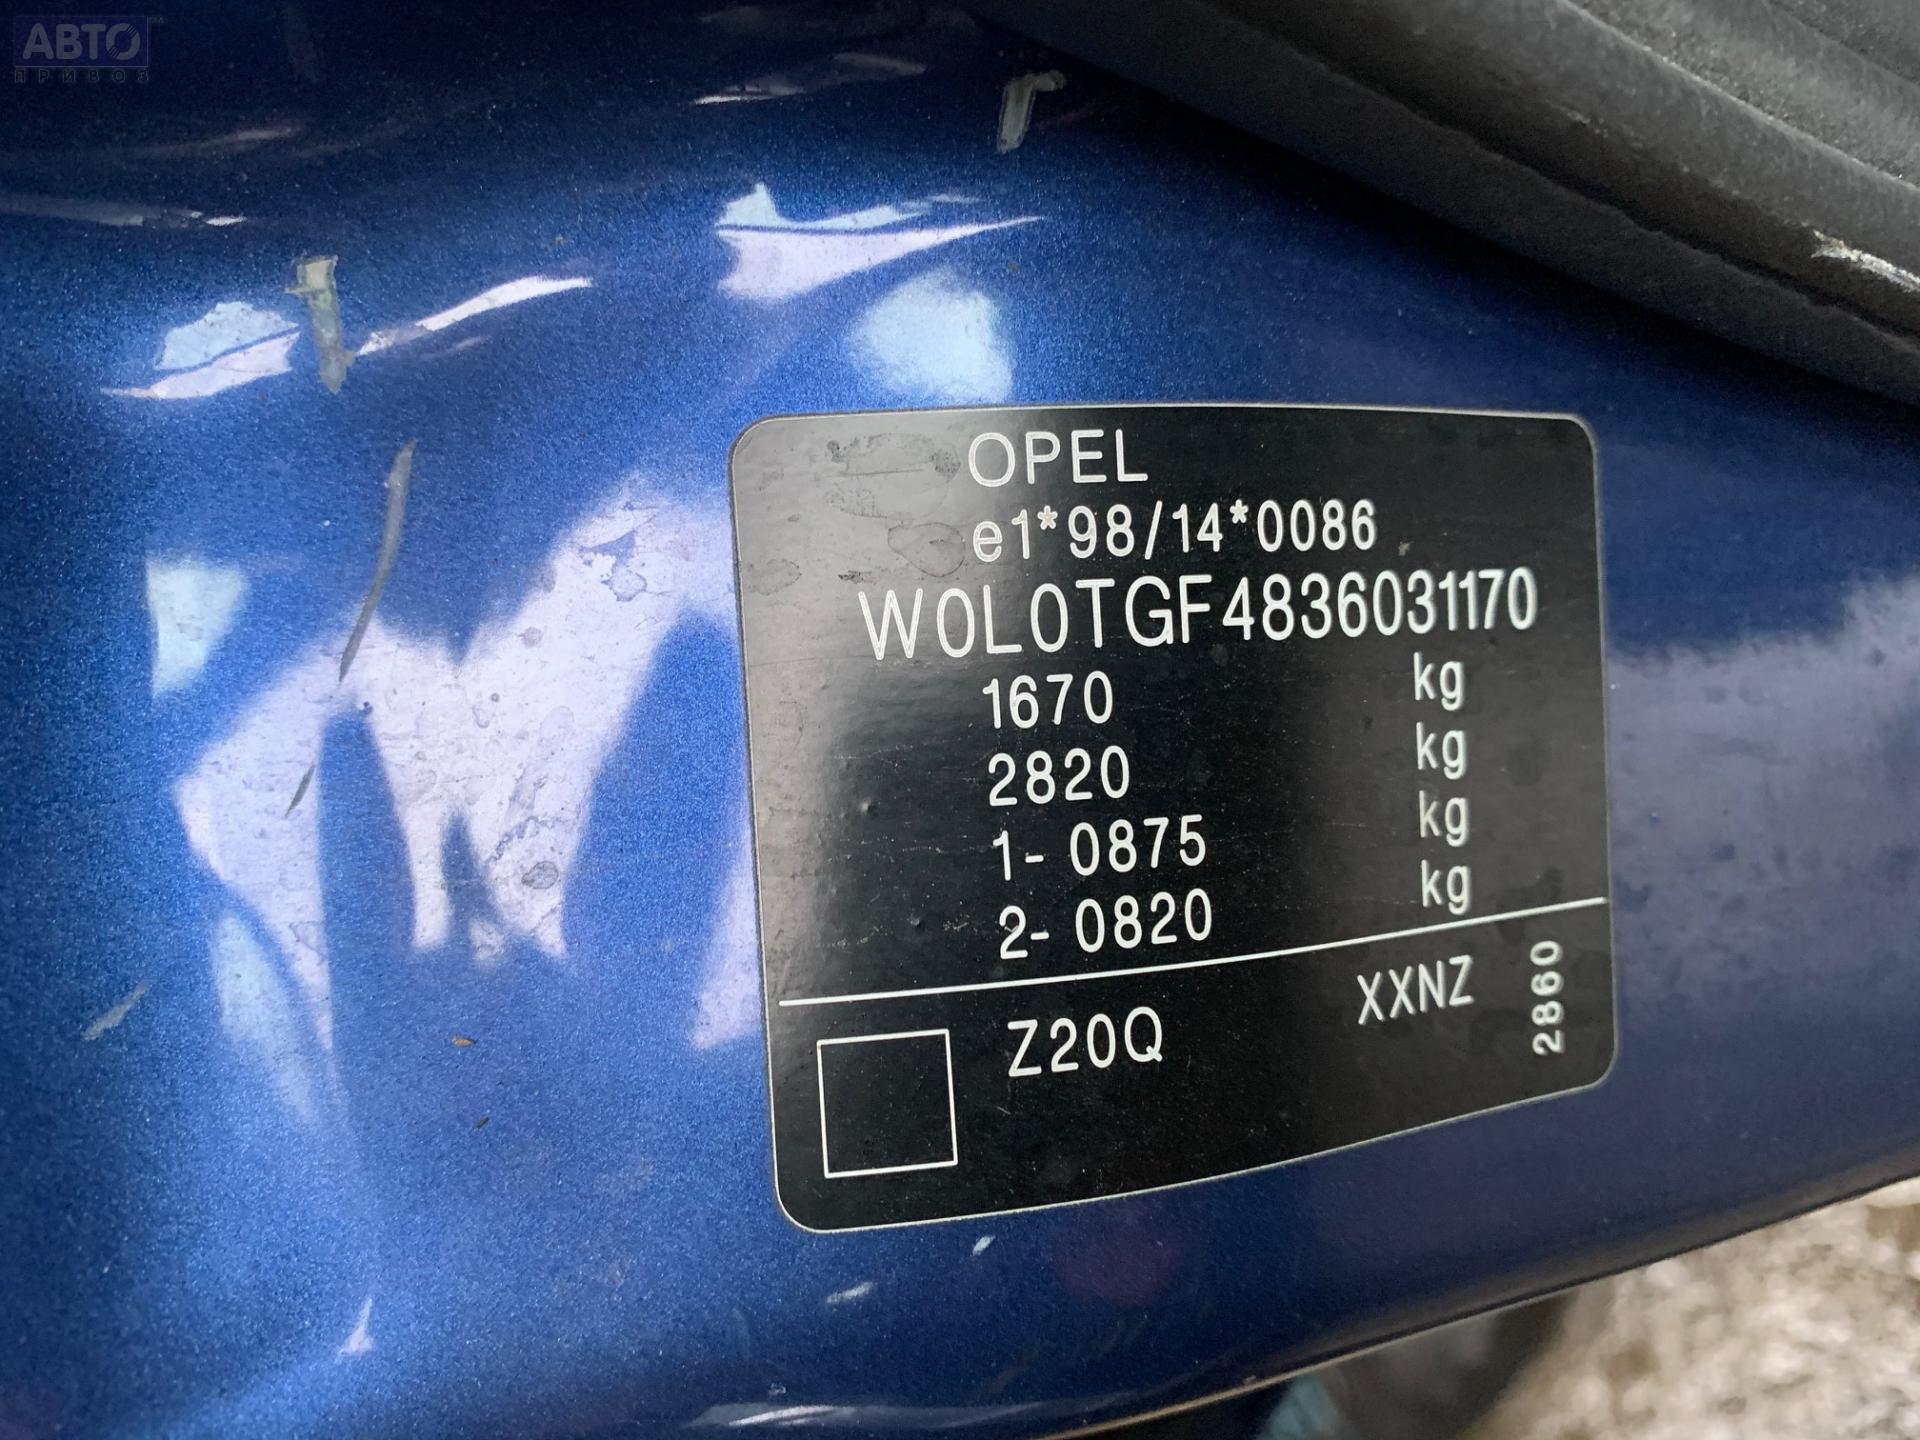 АВТО
ПРИВОЗ
OPEL
e1*98/14*0086
W0L0TGF4836031170
1670 kg
2820 kg
1- 0875 kg
2- 0820 kg
Z20Q XXNZ 2860